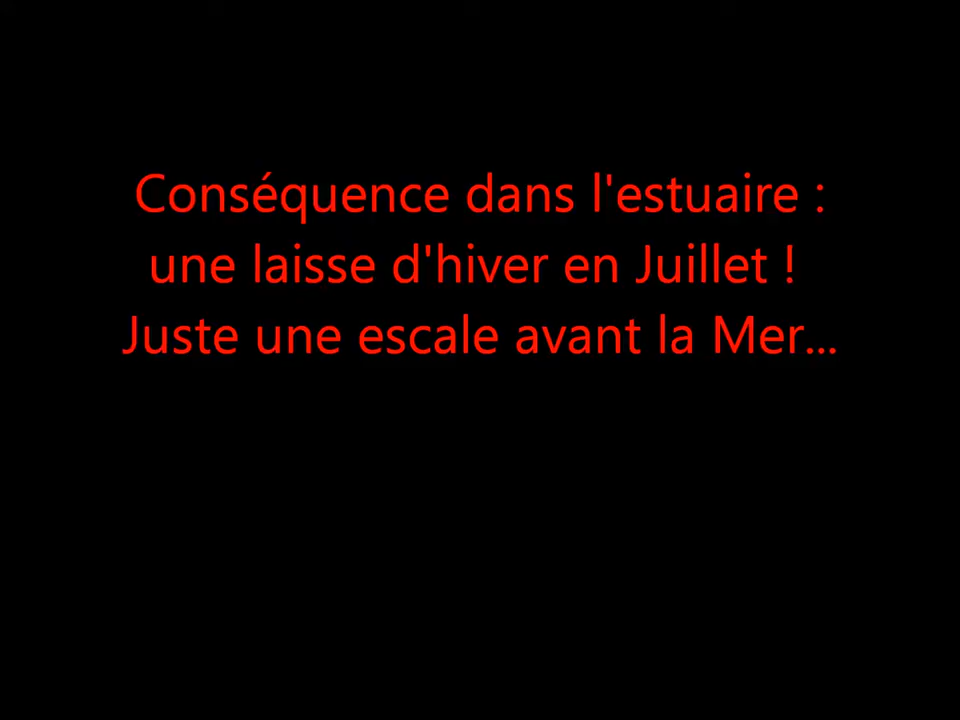 Conséquence dans l'estuaire :
une laisse d'hiver en Juillet !
Juste une escale avant la Mer...